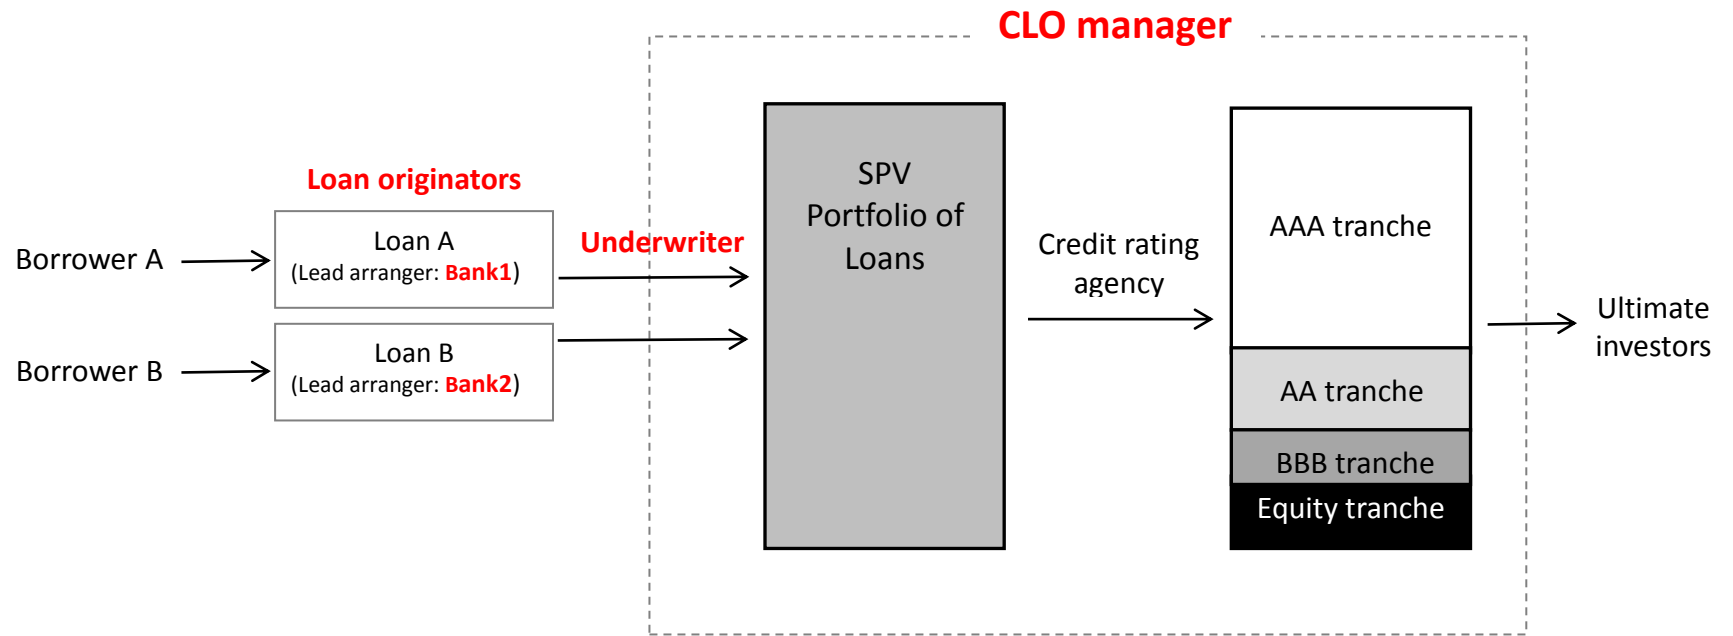 CLO manager
Loan originators
Borrower A
Loan A
(Lead arranger: Bank1)
Underwriter
Borrower B
Loan B
(Lead arranger: Bank2)
SPV
Portfolio of
Loans
Credit rating
agency
AAA tranche
AA tranche
BBB tranche
Equity tranche
Ultimate
investors